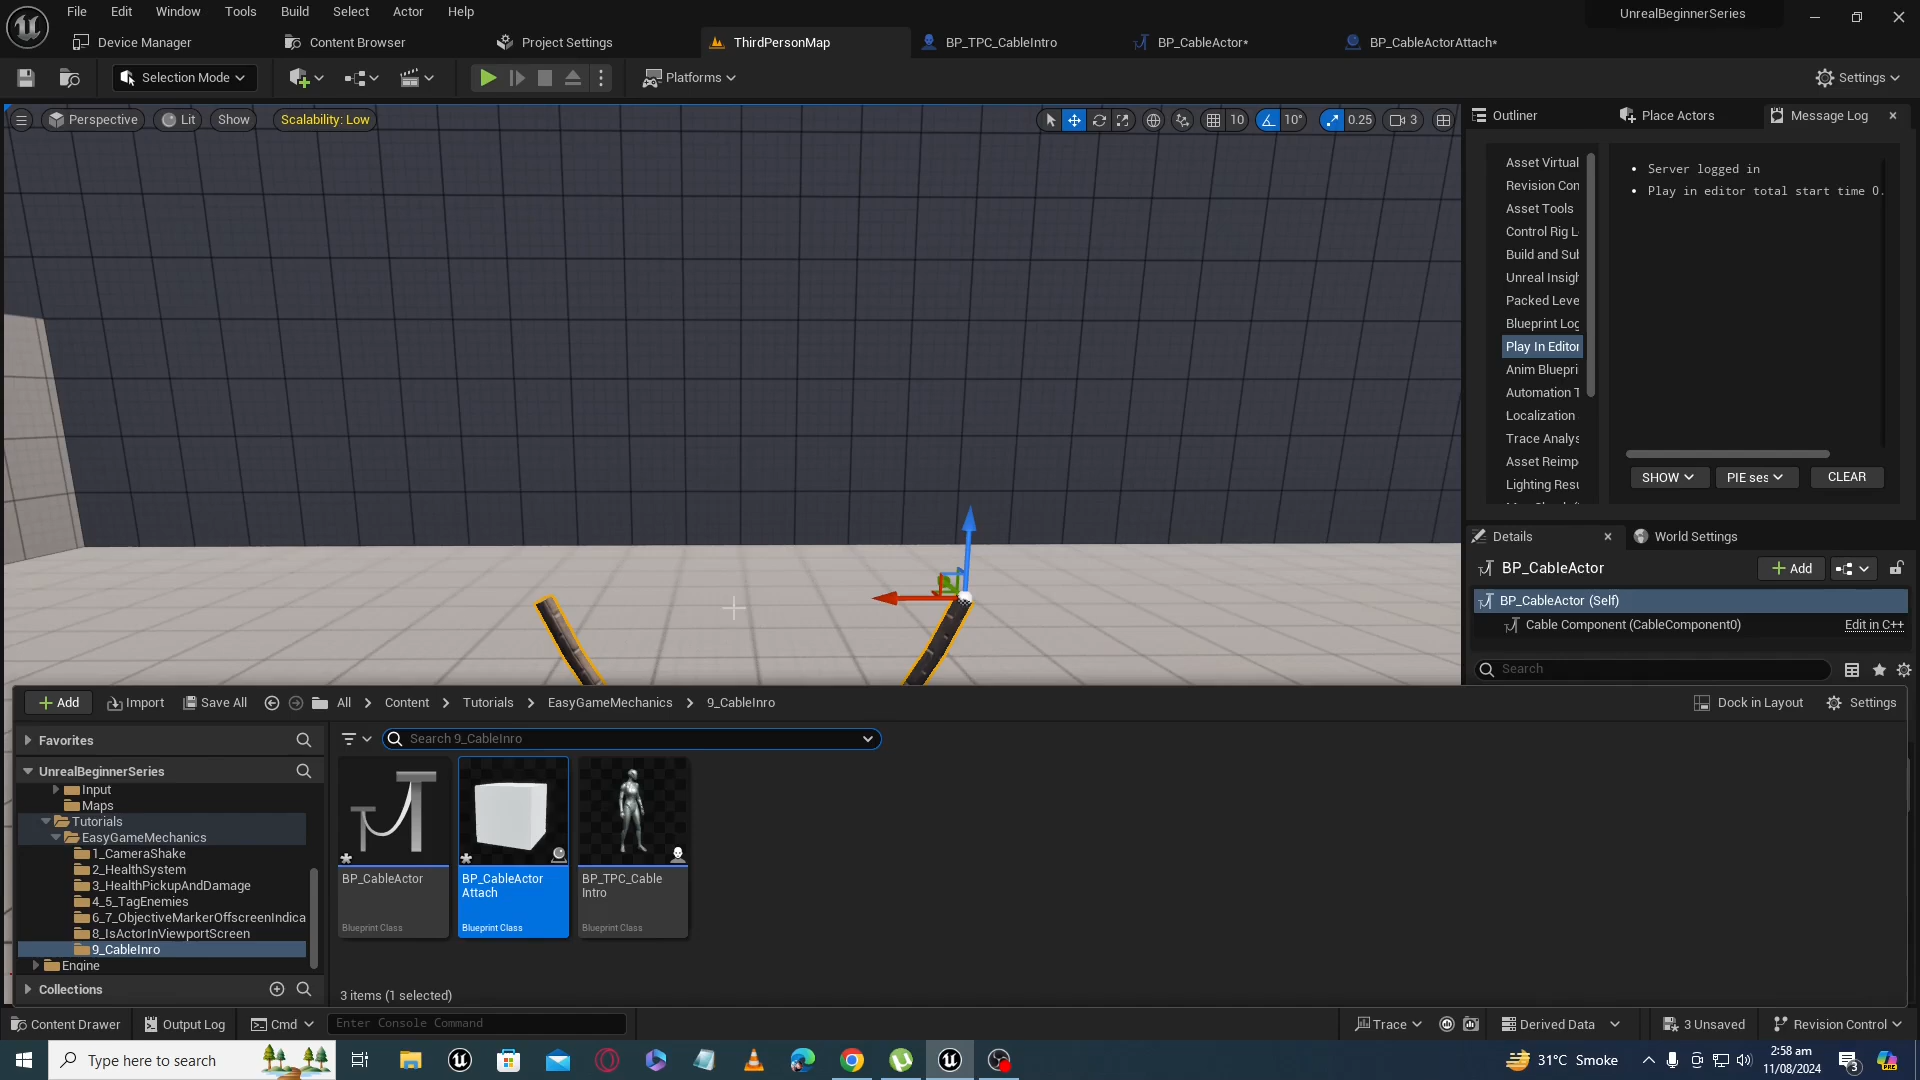 File Edit Window Tools Build Select Actor Help
UnrealBeginnerSeries
Device Manager Content Browser Project Settings ThirdPersonMap BP_TPC_CableIntro BP_CableActor* BP_CableActorAttach*
Selection Mode Platforms Settings
Perspective Lit Show Scalability: Low 10 10° 0.25 3
Outliner Place Actors Message Log
Asset Virtual
Revision Con
Asset Tools
Control Rig L
Build and Sub
Unreal Insigh
Packed Leve
Blueprint Log
Play In Editor
Anim Bluepri
Automation T
Localization
Trace Analys
Asset Reimp
Lighting Resu
Server logged in
Play in editor total start time 0.
SHOW PIE ses CLEAR
Details World Settings
BP_CableActor Add
BP_CableActor (Self)
Cable Component (CableComponent0) Edit in C++
Search
Add Import Save All All Content Tutorials EasyGameMechanics 9_CableInro Dock in Layout Settings
Favorites
Search 9_CableInro
UnrealBeginnerSeries
Input
Maps
Tutorials
EasyGameMechanics
1_CameraShake
2_HealthSystem
3_HealthPickupAndDamage
4_5_TagEnemies
6_7_ObjectiveMarkerOffscreenIndica
8_IsActorInViewportScreen
9_CableInro
Engine
Collections
BP_CableActor
Blueprint Class
BP_CableActor
Attach
Blueprint Class
BP_TPC_Cable
Intro
Blueprint Class
3 items (1 selected)
Content Drawer Output Log Cmd Enter Console Command Trace Derived Data 3 Unsaved Revision Control
Type here to search
31°C Smoke
2:58 am
11/08/2024
3
PRE